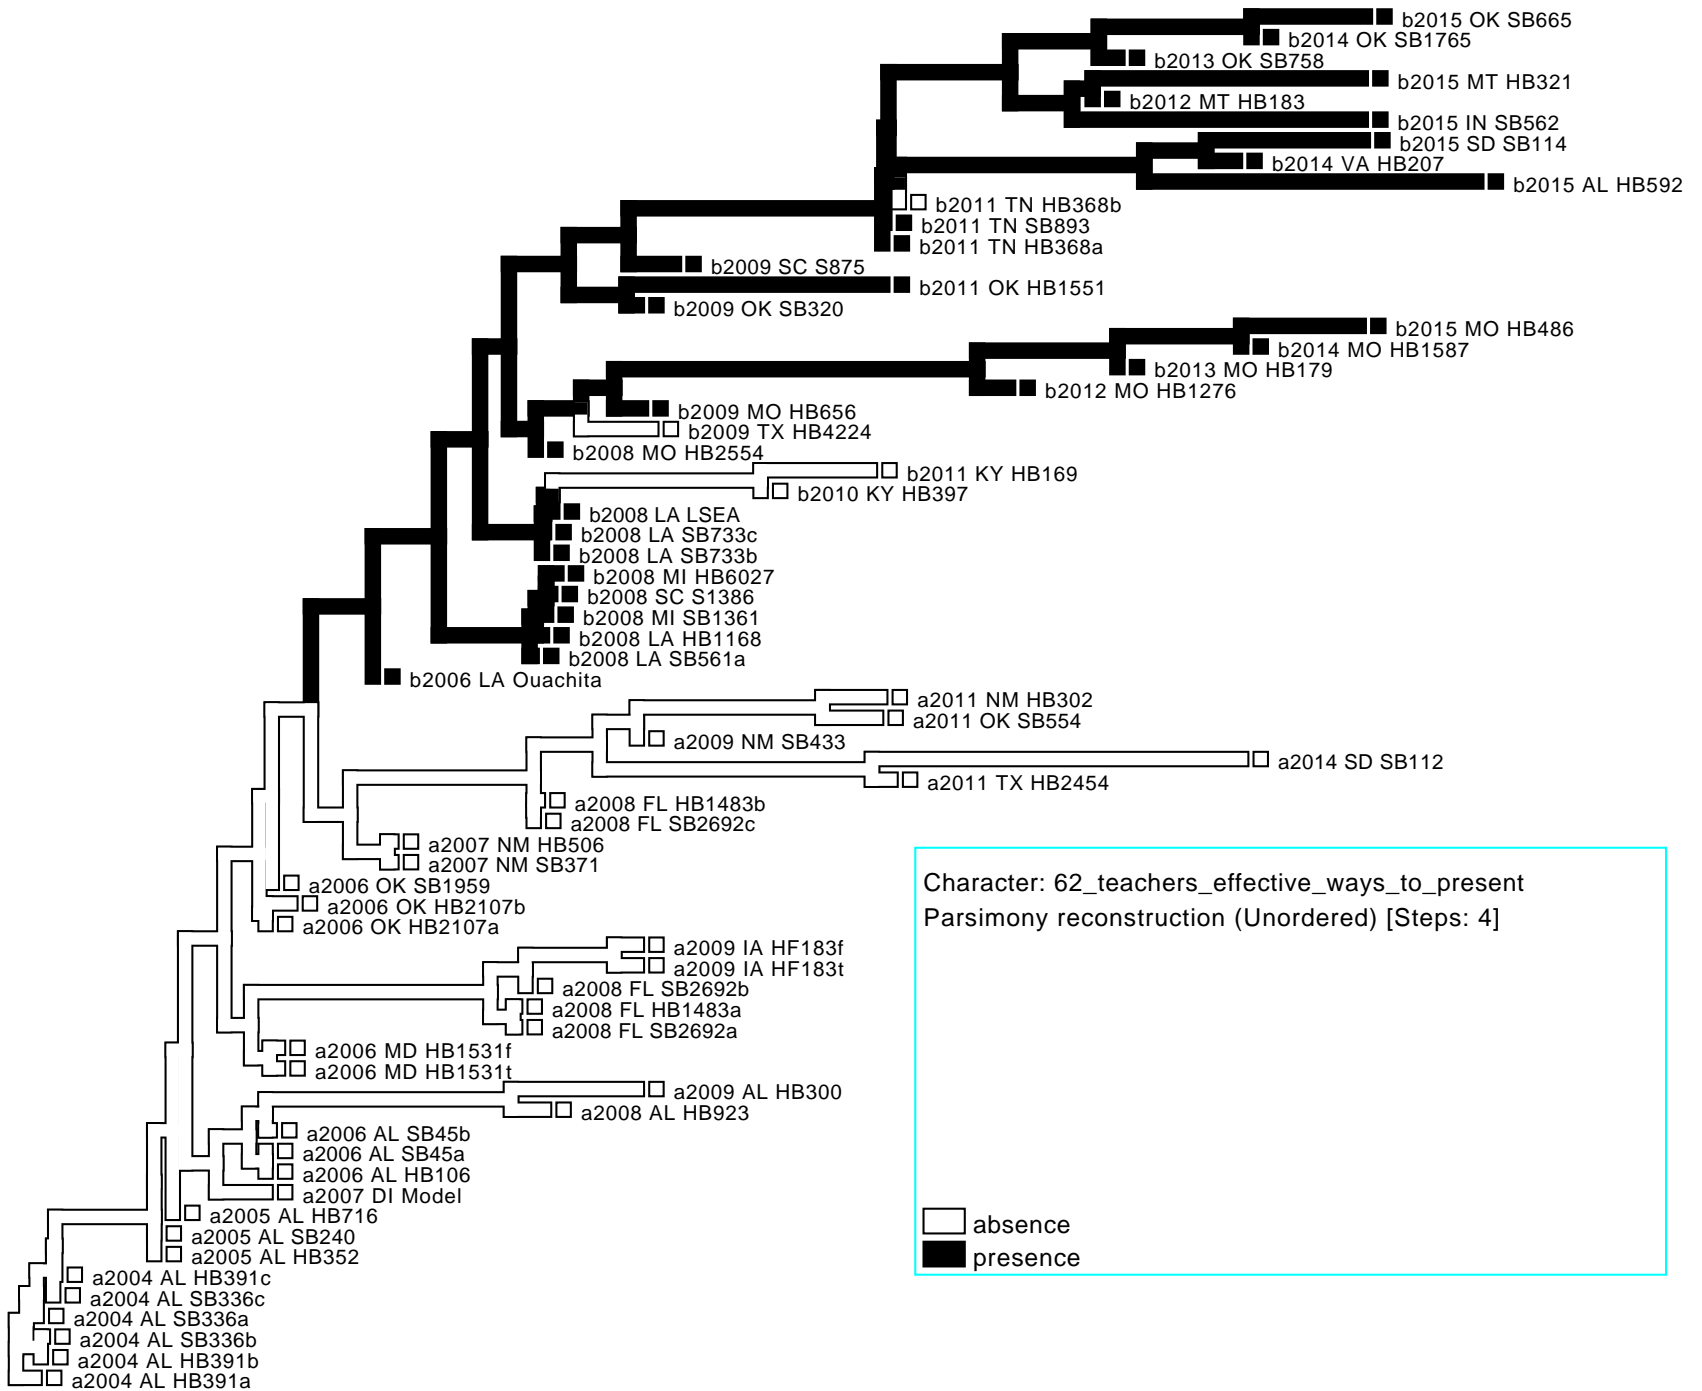 b2015 OK SB665
b2014 OK SB1765
b2013 OK SB758
b2015 MT HB321
b2012 MT HB183
b2015 IN SB562
b2015 SD SB114
b2014 VA HB207
b2015 AL HB592
b2011 TN HB368b
b2011 TN SB893
b2011 TN HB368a
b2009 SC S875
b2011 OK HB1551
b2009 OK SB320
b2015 MO HB486
b2014 MO HB1587
b2013 MO HB179
b2012 MO HB1276
b2009 MO HB656
b2009 TX HB4224
b2008 MO HB2554
b2011 KY HB169
b2010 KY HB397
b2008 LA LSEA
b2008 LA SB733c
b2008 LA SB733b
b2008 MI HB6027
b2008 SC S1386
b2008 MI SB1361
b2008 LA HB1168
b2008 LA SB561a
b2006 LA Ouachita
a2011 NM HB302
a2011 OK SB554
a2009 NM SB433
a2014 SD SB112
a2011 TX HB2454
a2008 FL HB1483b
a2008 FL SB2692c
a2007 NM HB506
a2007 NM SB371
a2006 OK SB1959
a2006 OK HB2107b
a2006 OK HB2107a
a2009 IA HF183f
a2009 IA HF183t
a2008 FL SB2692b
a2008 FL HB1483a
a2008 FL SB2692a
a2006 MD HB1531f
a2006 MD HB1531t
a2009 AL HB300
a2008 AL HB923
a2006 AL SB45b
a2006 AL SB45a
a2006 AL HB106
a2007 DI Model
a2005 AL HB716
a2005 AL SB240
a2005 AL HB352
a2004 AL HB391c
a2004 AL SB336c
a2004 AL SB336a
a2004 AL SB336b
a2004 AL HB391b
a2004 AL HB391a
Character: 62_teachers_effective_ways_to_present
Parsimony reconstruction (Unordered) [Steps: 4]
absence
presence